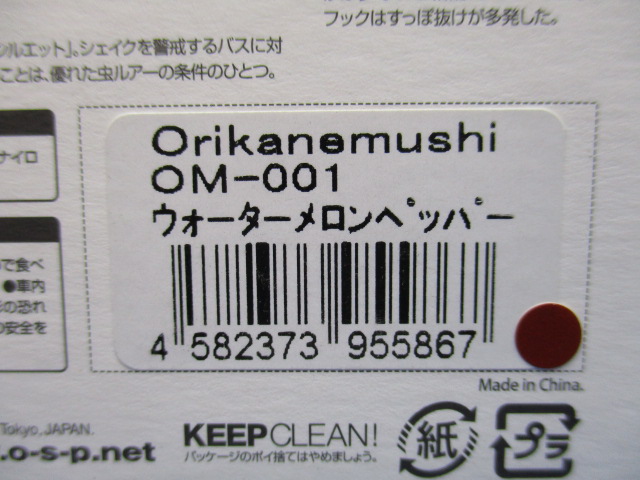 フックはすっぽ抜けが多発した。
ルエット』。シェイクを警戒するバスに対
ことは、優れた虫ルアーの条件のひとつ。
ナイロ
Orikanemushi
OM-001
ウォーターメロンペッパー
で食べ
●車内
の恐れ
の安全を
4 582373 955867
Made in China.
Tokyo, JAPAN.
.o-s-p.net
KEEP CLEAN!
パッケージのポイ捨てはやめましょう。
紙
プラ